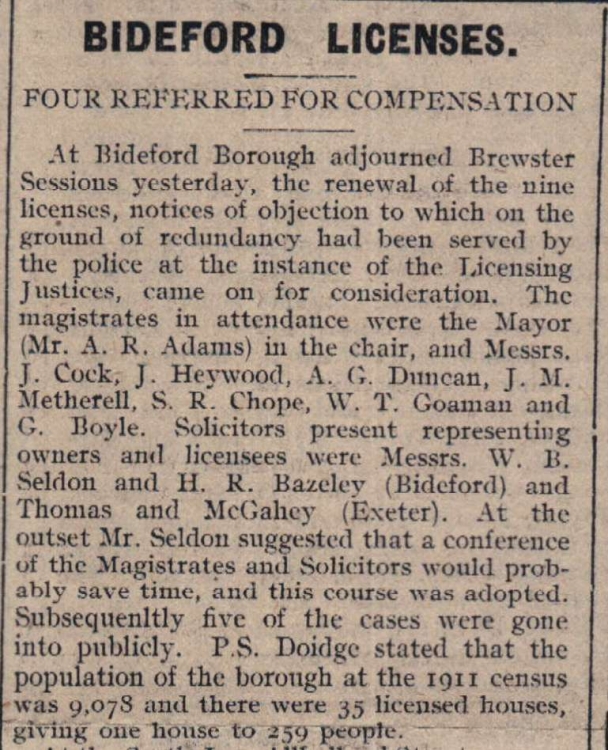 BIDEFORD LICENSES.
FOUR REFERRED FOR COMPENSATION
At Bideford Borough adjourned Brewster
Sessions yesterday, the renewal of the nine
licenses, notices of objection to which on the
ground of redundancy had been served by
the police at the instance of the Licensing
Justices, came on for consideration. The
magistrates in attendance were the Mayor
(Mr. A. R. Adams) in the chair, and Messrs.
J. Cock, J. Heywood, A. G. Duncan, J. M.
Metherell, S. R. Chope, W. T. Goaman and
G. Boyle. Solicitors present representing
owners and licensees were Messrs. W. B.
Seldon and H. R. Bazeley (Bideford) and
Thomas and McGahey (Exeter). At the
outset Mr. Seldon suggested that a conference
of the Magistrates and Solicitors would prob-
ably save time, and this course was adopted.
Subsequenltly five of the cases were gone
into publicly. P.S. Doidge stated that the
population of the borough at the 1911 census
was 9,078 and there were 35 licensed houses,
giving one house to 259 people.